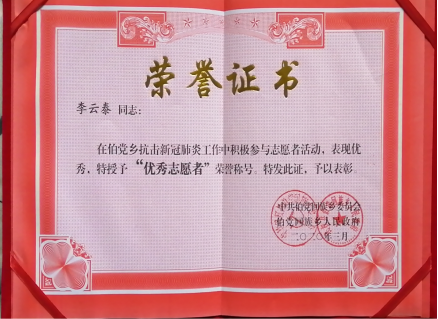 荣誉证书
李云泰 同志：
在伯党乡抗击新冠肺炎工作中积极参与志愿者活动，表现优
秀，特授予“优秀志愿者”荣誉称号。特发此证，予以表彰。
中共伯党回族乡委员会
伯党回族乡人民政府
二〇二〇年三月